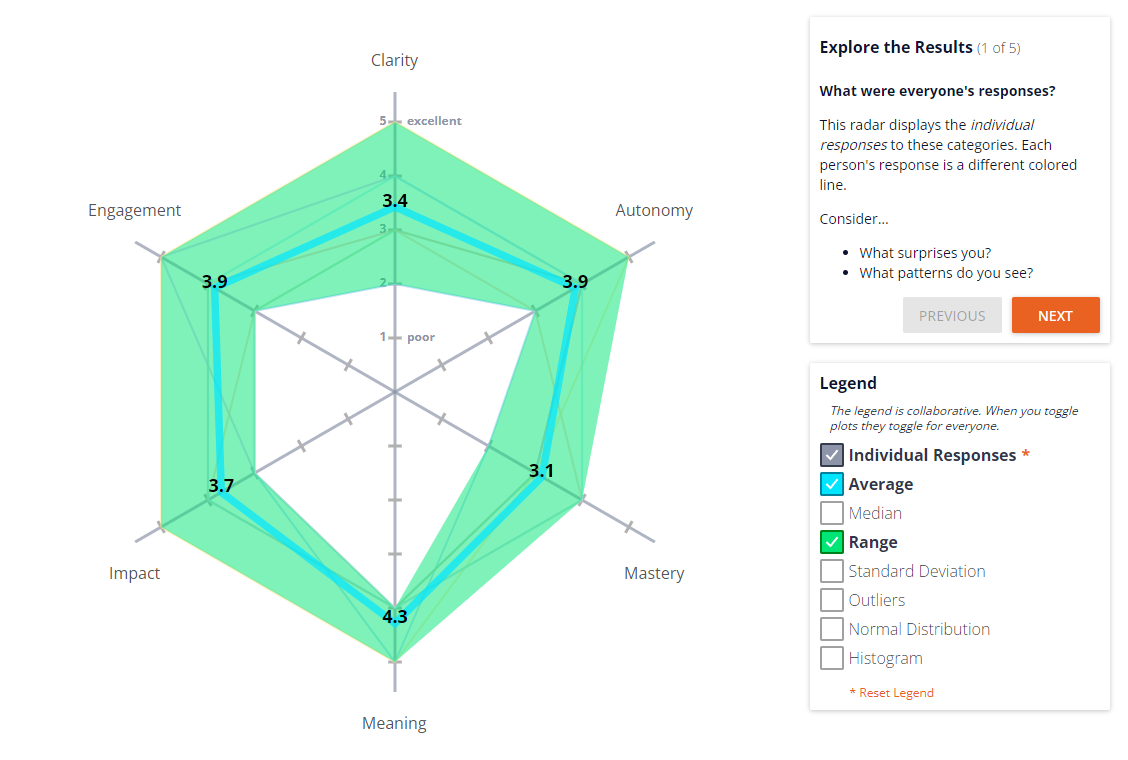 Clarity
5
excellent
4
3.4
3
2
1
poor
Engagement
Autonomy
3.9
3.9
3.1
3.7
4.3
Impact
Mastery
Meaning
Explore the Results (1 of 5)
What were everyone's responses?
This radar displays the individual
responses to these categories. Each
person's response is a different colored
line.
Consider...
• What surprises you?
• What patterns do you see?
PREVIOUS
NEXT
Legend
The legend is collaborative. When you toggle
plots they toggle for everyone.
Individual Responses *
Average
Median
Range
Standard Deviation
Outliers
Normal Distribution
Histogram
* Reset Legend